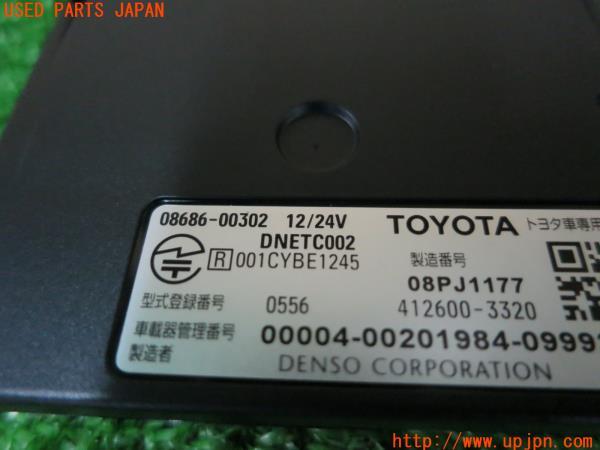 USED PARTS JAPAN
08686-00302 12/24V TOYOTA トヨタ車専用
DNETC002
R 001CYBE1245 製造番号
08PJ1177
型式登録番号 0556 412600-3320
車載器管理番号 00004-00201984-0999
製造者 DENSO CORPORATION
http://www.upjpn.com